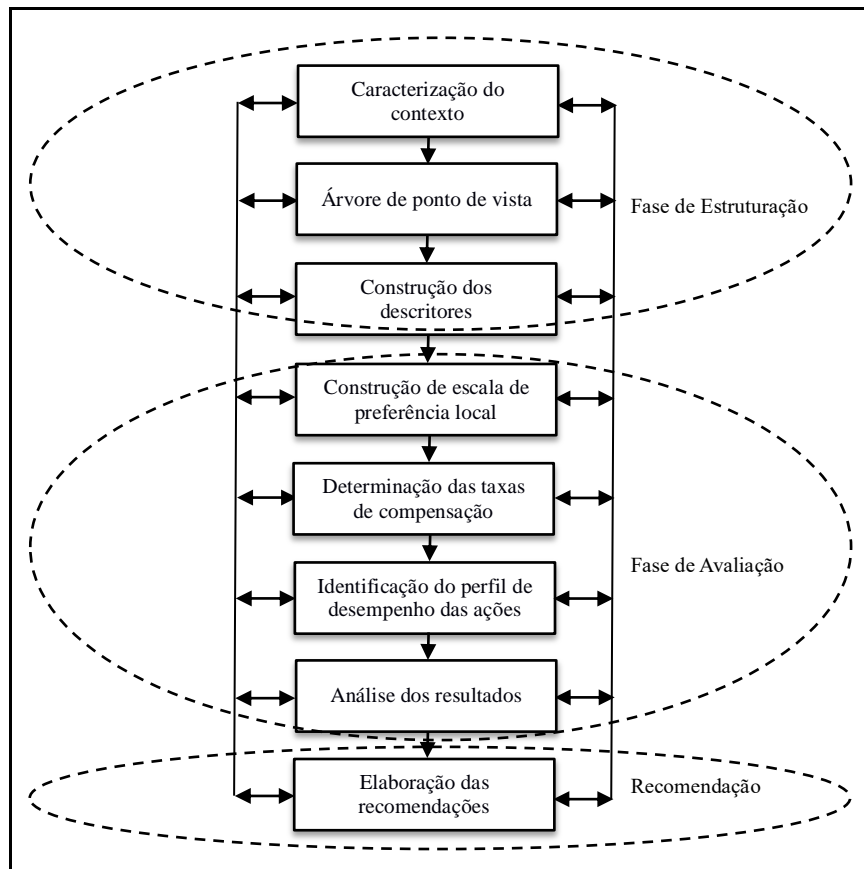 Caracterização do
contexto
Árvore de ponto de vista
Fase de Estruturação
Construção dos
descritores
Construção de escala de
preferência local
Determinação das taxas
de compensação
Fase de Avaliação
Identificação do perfil de
desempenho das ações
Análise dos resultados
Elaboração das
recomendações
Recomendação